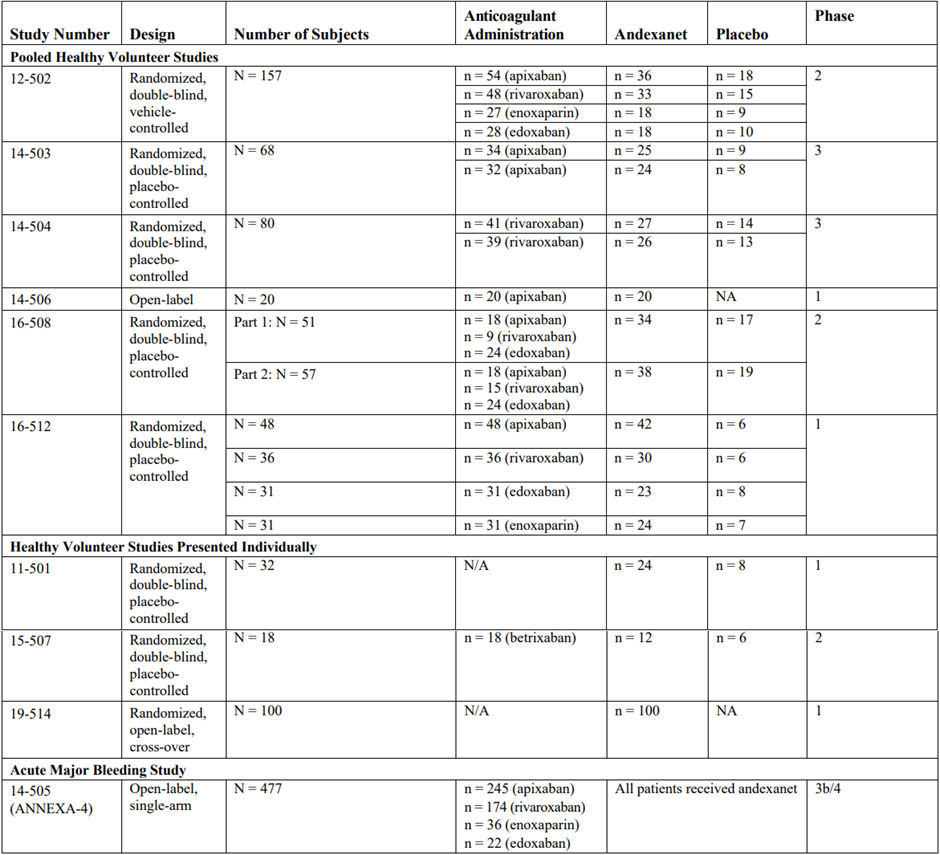 Study Number Design Number of Subjects Anticoagulant Administration Andexanet Placebo Phase
Pooled Healthy Volunteer Studies
12-502 Randomized, N = 157 n = 54 (apixaban) n = 36 n = 18 2
double-blind, n = 48 (rivaroxaban) n = 33 n = 15
vehicle- n = 27 (enoxaparin) n = 18 n = 9
controlled n = 28 (edoxaban) n = 18 n = 10
14-503 Randomized, N = 68 n = 34 (apixaban) n = 25 n = 9 3
double-blind, n = 32 (apixaban) n = 24 n = 8
placebo-
controlled
14-504 Randomized, N = 80 n = 41 (rivaroxaban) n = 27 n = 14 3
double-blind, n = 39 (rivaroxaban) n = 26 n = 13
placebo-
controlled
14-506 Open-label N = 20 n = 20 (apixaban) n = 20 NA 1
16-508 Randomized, Part 1: N = 51 n = 18 (apixaban) n = 34 n = 17 2
double-blind, n = 9 (rivaroxaban)
placebo- n = 24 (edoxaban)
controlled Part 2: N = 57 n = 18 (apixaban) n = 38 n = 19
n = 15 (rivaroxaban)
n = 24 (edoxaban)
16-512 Randomized, N = 48 n = 48 (apixaban) n = 42 n = 6 1
double-blind,
placebo- N = 36 n = 36 (rivaroxaban) n = 30 n = 6
controlled
N = 31 n = 31 (edoxaban) n = 23 n = 8
N = 31 n = 31 (enoxaparin) n = 24 n = 7
Healthy Volunteer Studies Presented Individually
11-501 Randomized, N = 32 N/A n = 24 n = 8 1
double-blind,
placebo-
controlled
15-507 Randomized, N = 18 n = 18 (betrixaban) n = 12 n = 6 2
double-blind,
placebo-
controlled
19-514 Randomized, N = 100 N/A n = 100 NA 1
open-label,
cross-over
Acute Major Bleeding Study
14-505 Open-label, N = 477 n = 245 (apixaban) All patients received andexanet 3b/4
(ANNEXA-4) single-arm n = 174 (rivaroxaban)
n = 36 (enoxaparin)
n = 22 (edoxaban)